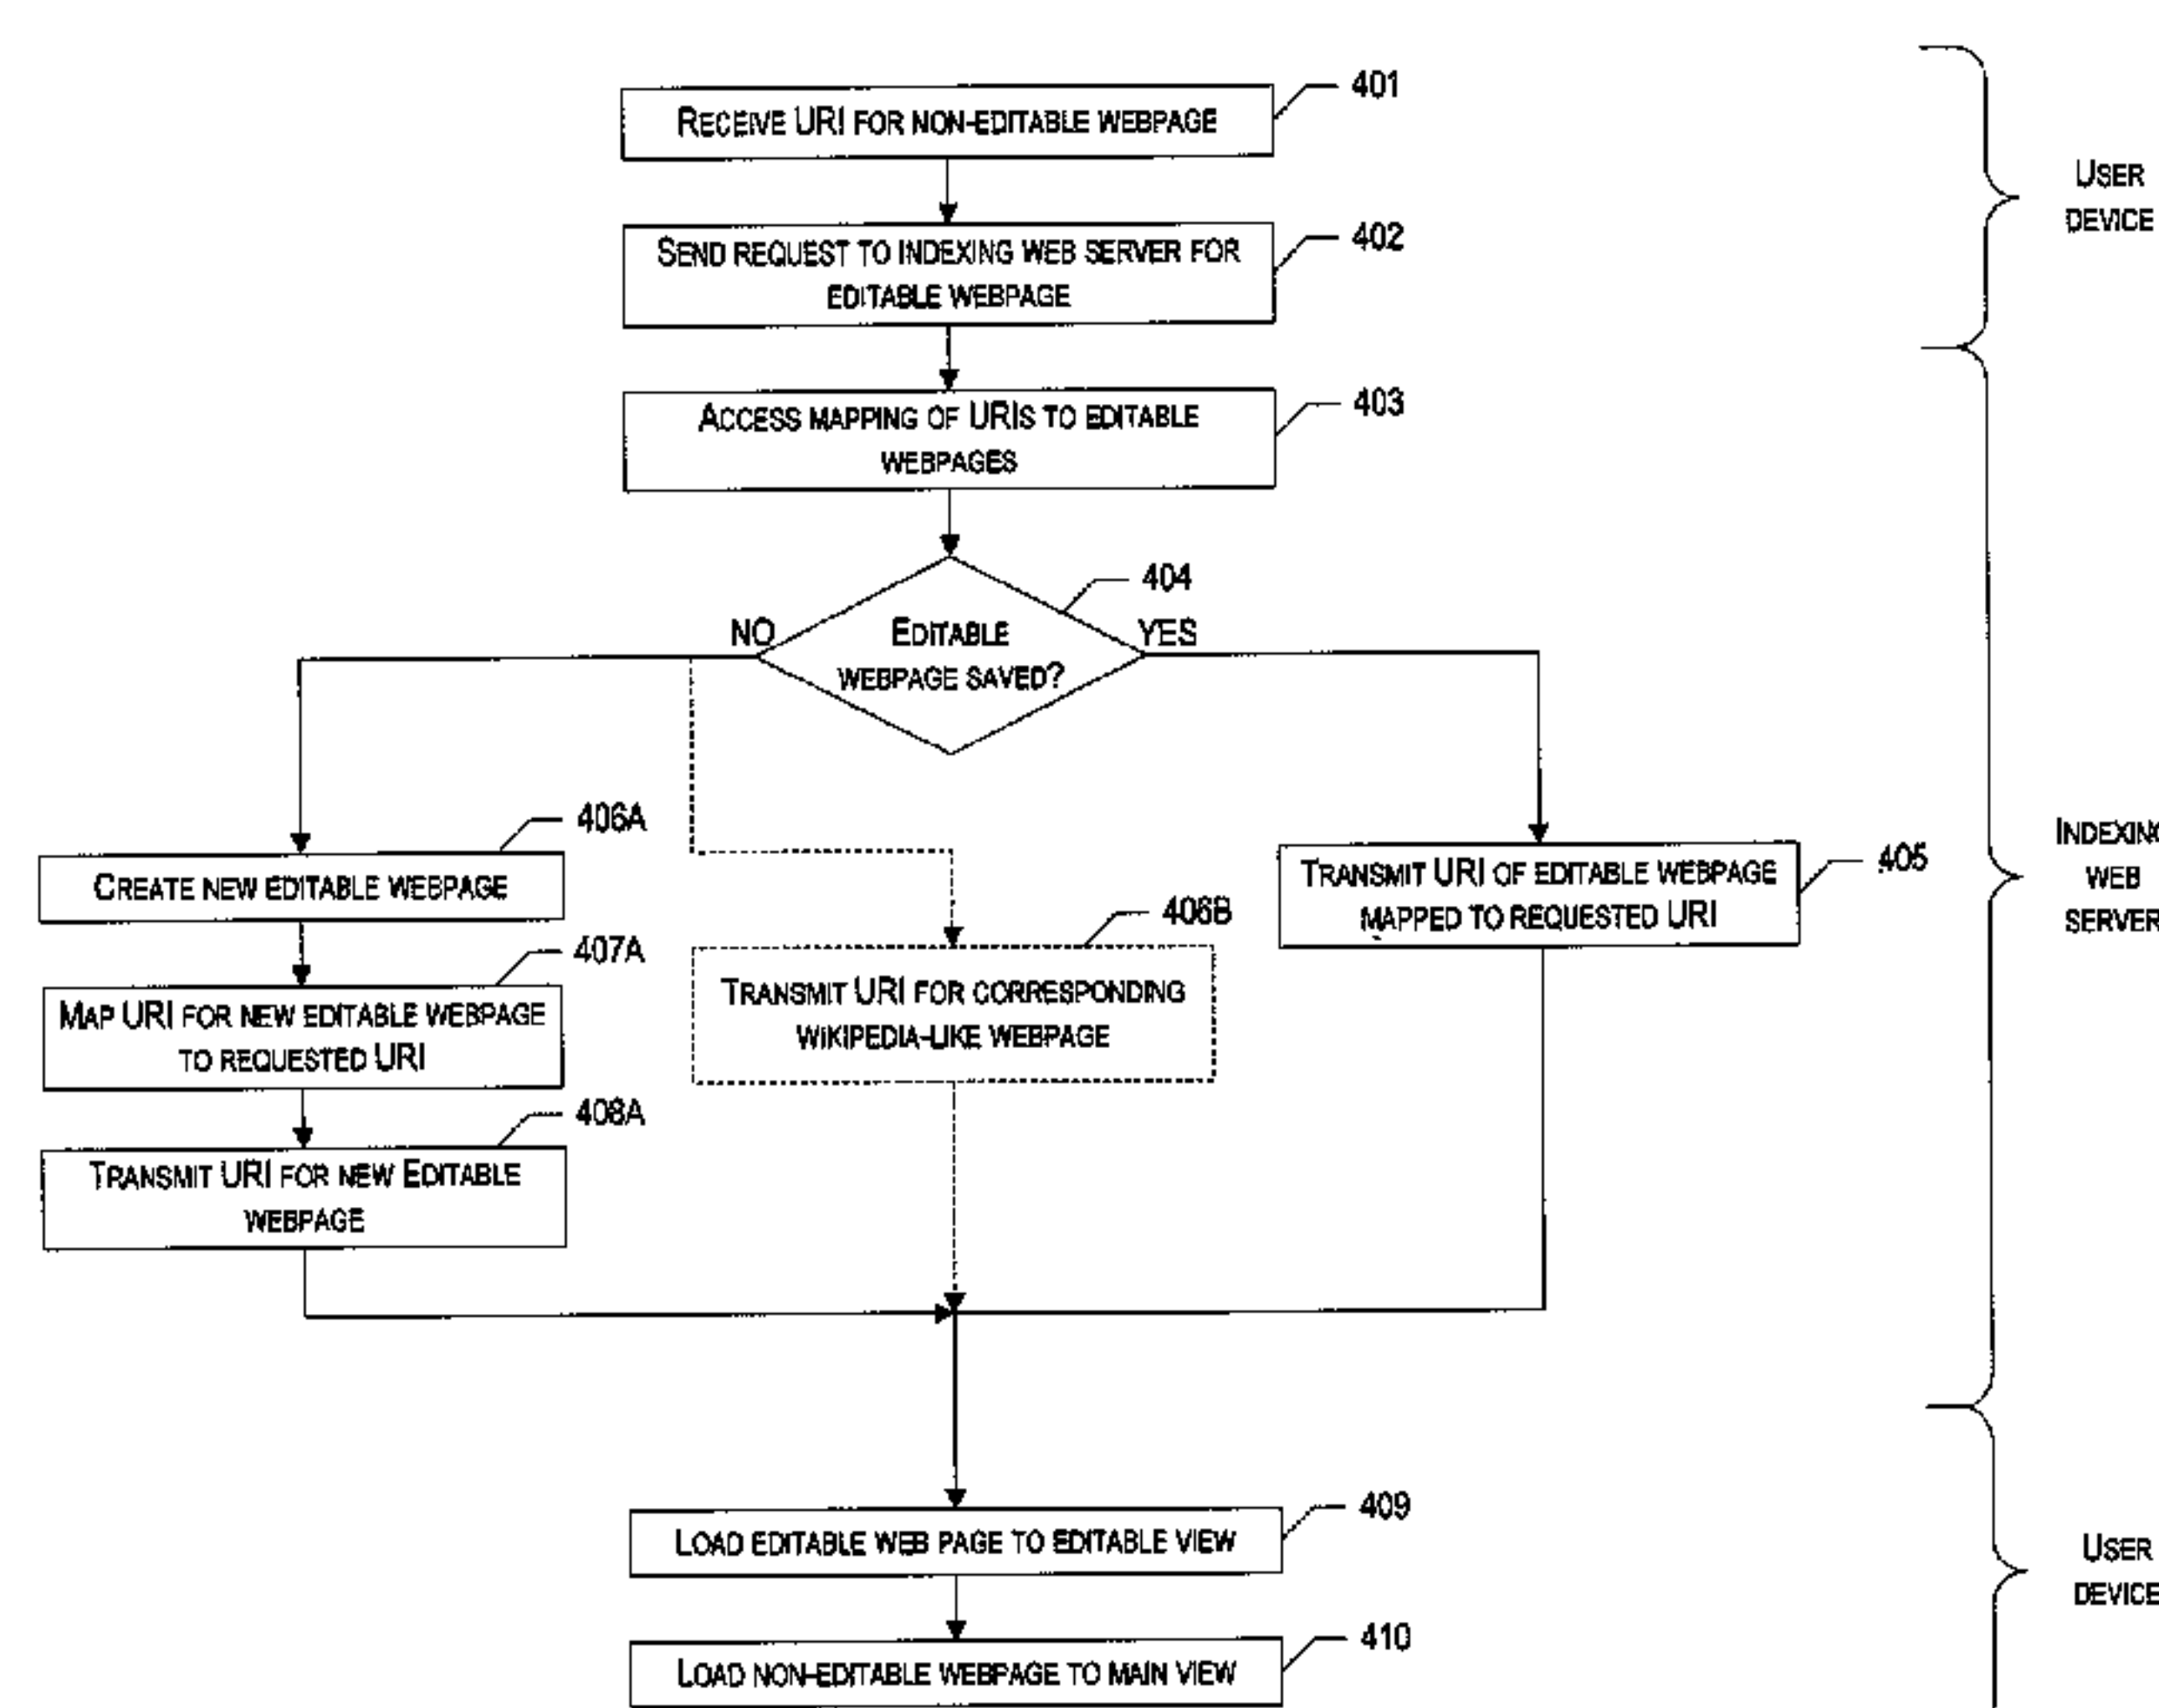 RECEIVE URI FOR NON-EDITABLE WEBPAGE
401
USER
DEVICE
SEND REQUEST TO INDEXING WEB SERVER FOR
EDITABLE WEBPAGE
402
ACCESS MAPPING OF URIS TO EDITABLE
WEBPAGES
403
404
NO
EDITABLE
WEBPAGE SAVED?
YES
406A
CREATE NEW EDITABLE WEBPAGE
407A
MAP URI FOR NEW EDITABLE WEBPAGE
TO REQUESTED URI
408A
TRANSMIT URI FOR NEW EDITABLE
WEBPAGE
406B
TRANSMIT URI FOR CORRESPONDING
WIKIPEDIA-LIKE WEBPAGE
405
TRANSMIT URI OF EDITABLE WEBPAGE
MAPPED TO REQUESTED URI
INDEXING
WEB
SERVER
409
LOAD EDITABLE WEB PAGE TO EDITABLE VIEW
410
LOAD NON-EDITABLE WEBPAGE TO MAIN VIEW
USER
DEVICE